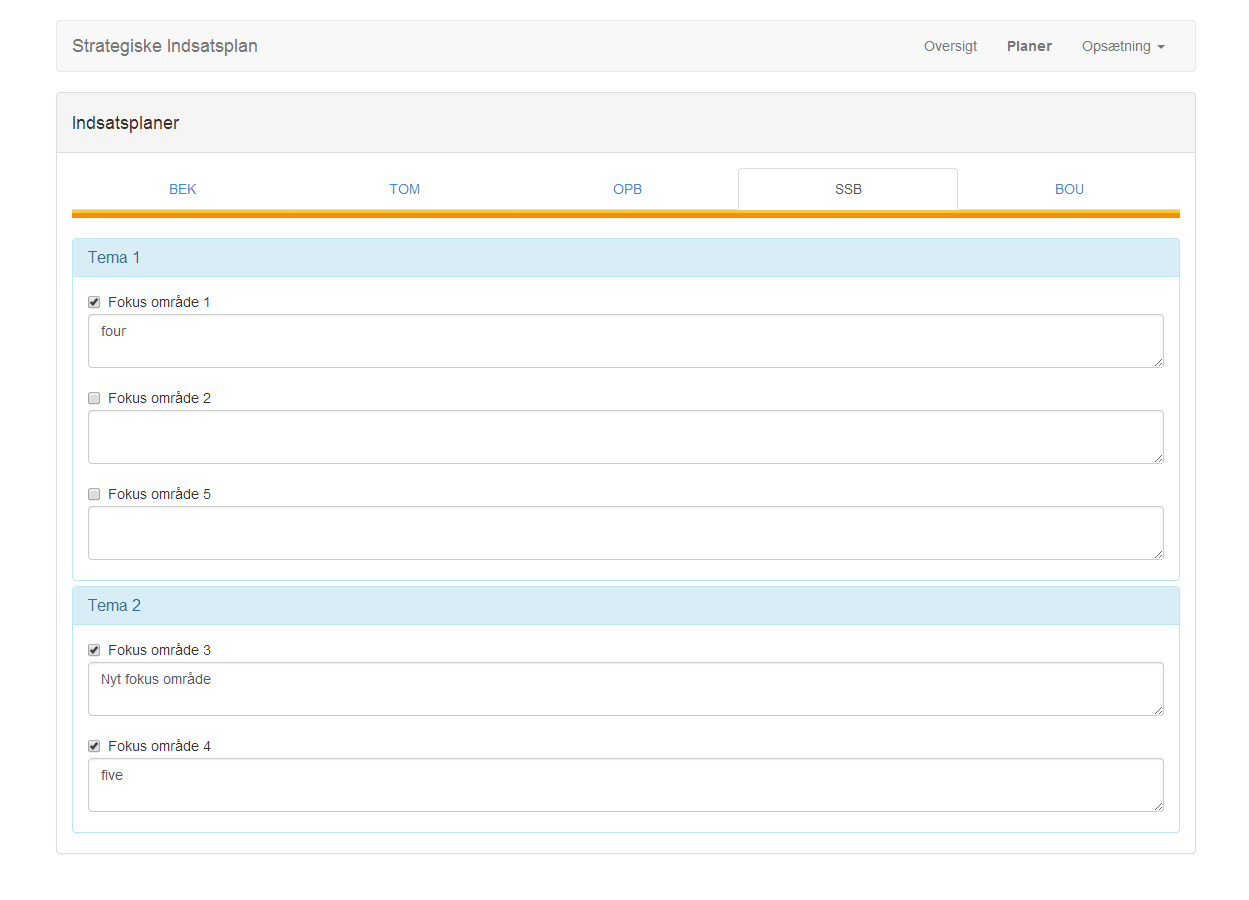 Strategiske Indsatsplan
Oversigt Planer Opsætning
Indsatsplaner
BEK TOM OPB SSB BOU
Tema 1
Fokus område 1
four
Fokus område 2
Fokus område 5
Tema 2
Fokus område 3
Nyt fokus område
Fokus område 4
five